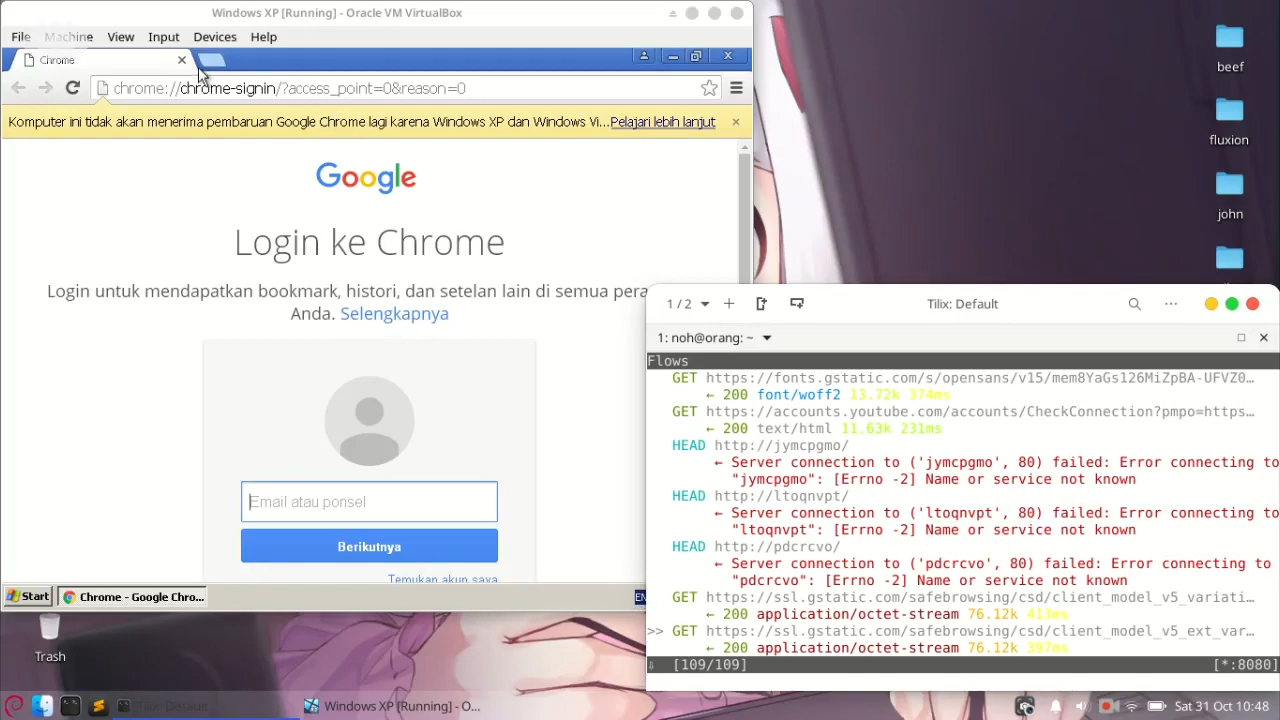 Windows XP [Running] - Oracle VM VirtualBox
File Machine View Input Devices Help
Chrome
chrome://chrome-signin/?access_point=0&reason=0
Komputer ini tidak akan menerima pembaruan Google Chrome lagi karena Windows XP dan Windows Vi... Pelajari lebih lanjut
Google
Login ke Chrome
Login untuk mendapatkan bookmark, histori, dan setelan lain di semua pera
Anda. Selengkapnya
Email atau ponsel
Berikutnya
Temukan akun saya
Start Chrome - Google Chro... EN
beef
fluxion
john
1 / 2 Tilix: Default
1: noh@orang: ~
Flows
GET https://fonts.gstatic.com/s/opensans/v15/mem8YaGs126MiZpBA-UFVZ0…
← 200 font/woff2 13.72k 374ms
GET https://accounts.youtube.com/accounts/CheckConnection?pmpo=https…
← 200 text/html 11.63k 231ms
HEAD http://jymcpgmo/
← Server connection to ('jymcpgmo', 80) failed: Error connecting to
"jymcpgmo": [Errno -2] Name or service not known
HEAD http://ltoqnvpt/
← Server connection to ('ltoqnvpt', 80) failed: Error connecting to
"ltoqnvpt": [Errno -2] Name or service not known
HEAD http://pdcrcvo/
← Server connection to ('pdcrcvo', 80) failed: Error connecting to
"pdcrcvo": [Errno -2] Name or service not known
GET https://ssl.gstatic.com/safebrowsing/csd/client_model_v5_variati…
← 200 application/octet-stream 76.12k 413ms
>> GET https://ssl.gstatic.com/safebrowsing/csd/client_model_v5_ext_var…
← 200 application/octet-stream 76.12k 397ms
⇩ [109/109] [*:8080]
Trash
Tilix: Default Windows XP [Running] - O... Sat 31 Oct 10:48